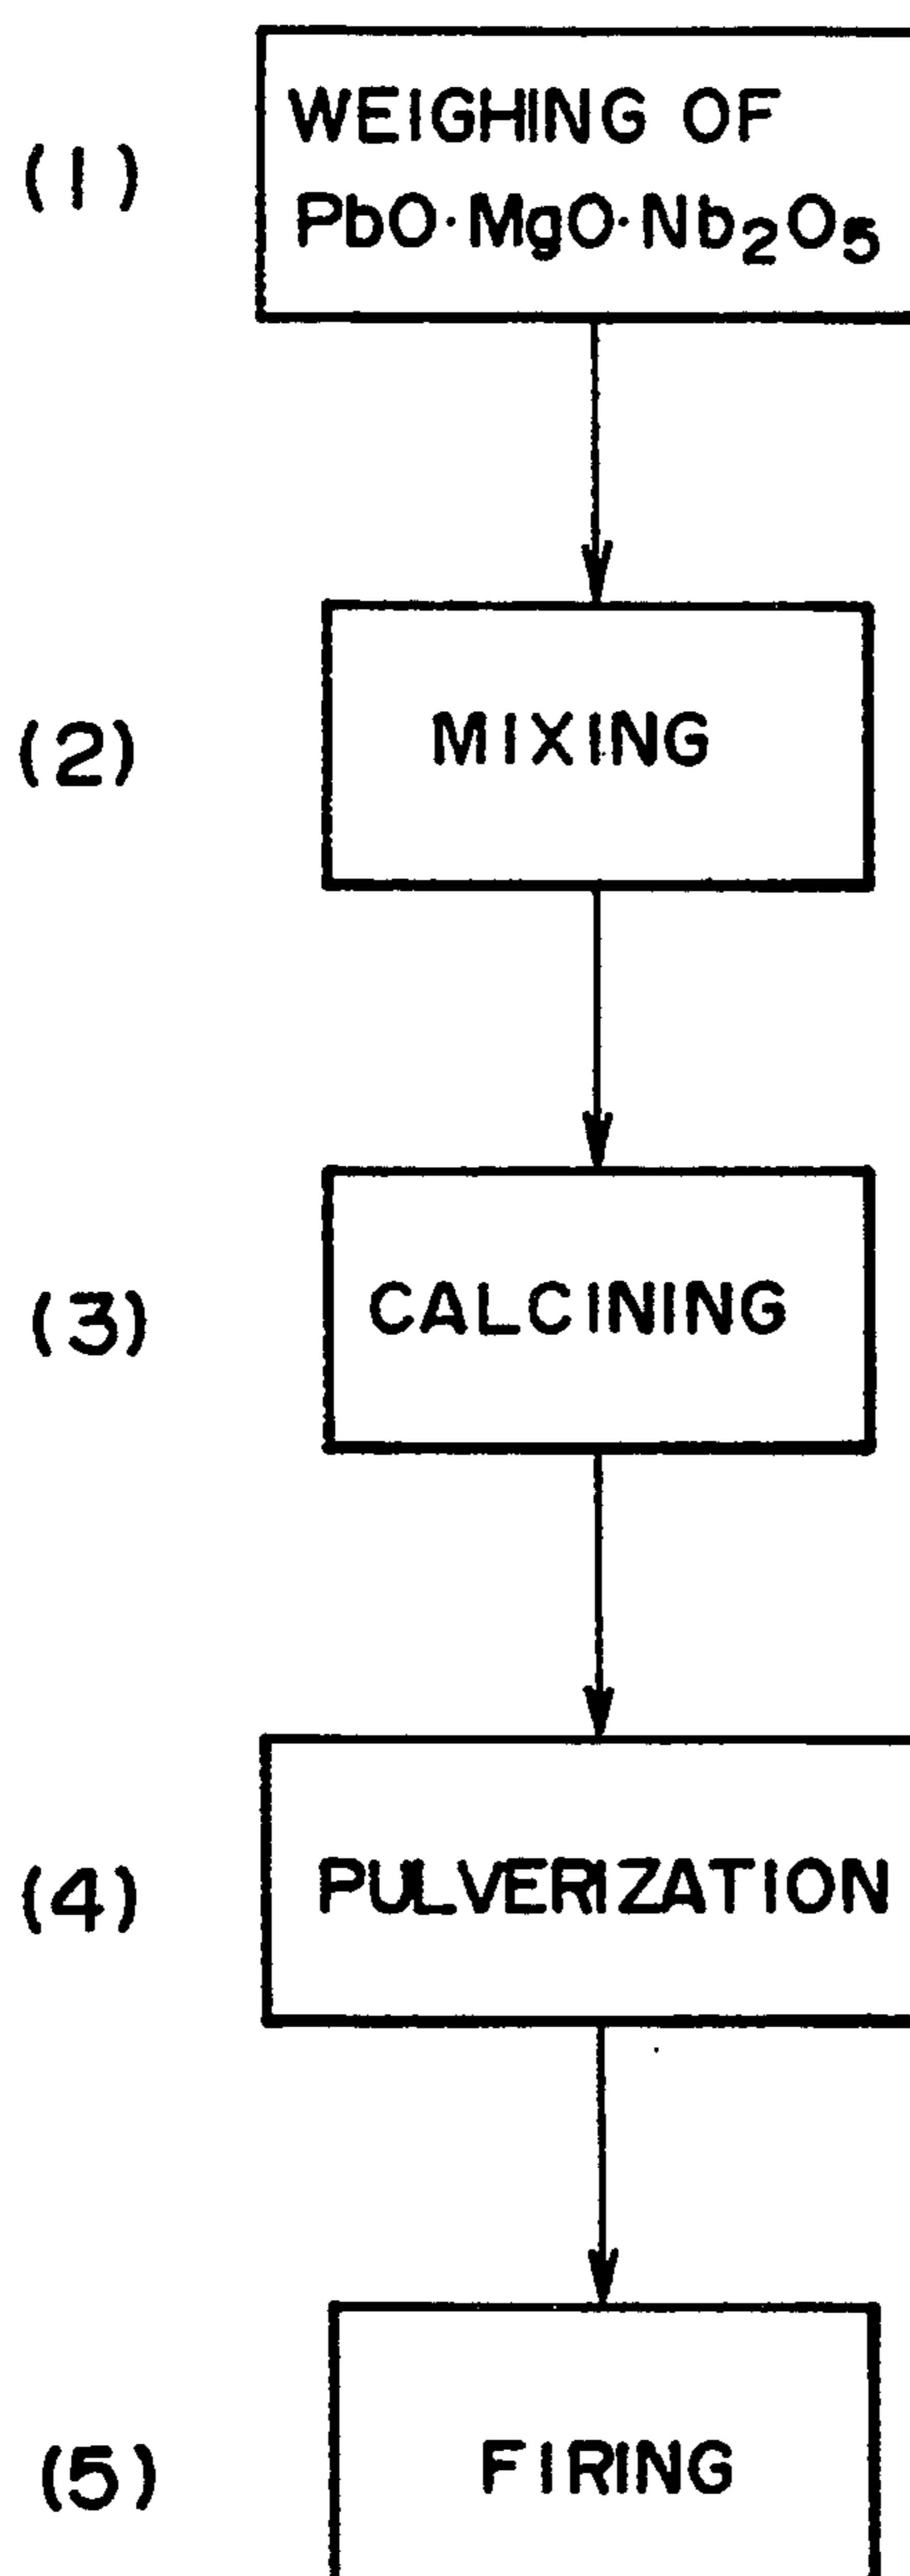 (1)
WEIGHING OF
PbO·MgO·Nb₂O₅
(2)
MIXING
(3)
CALCINING
(4)
PULVERIZATION
(5)
FIRING